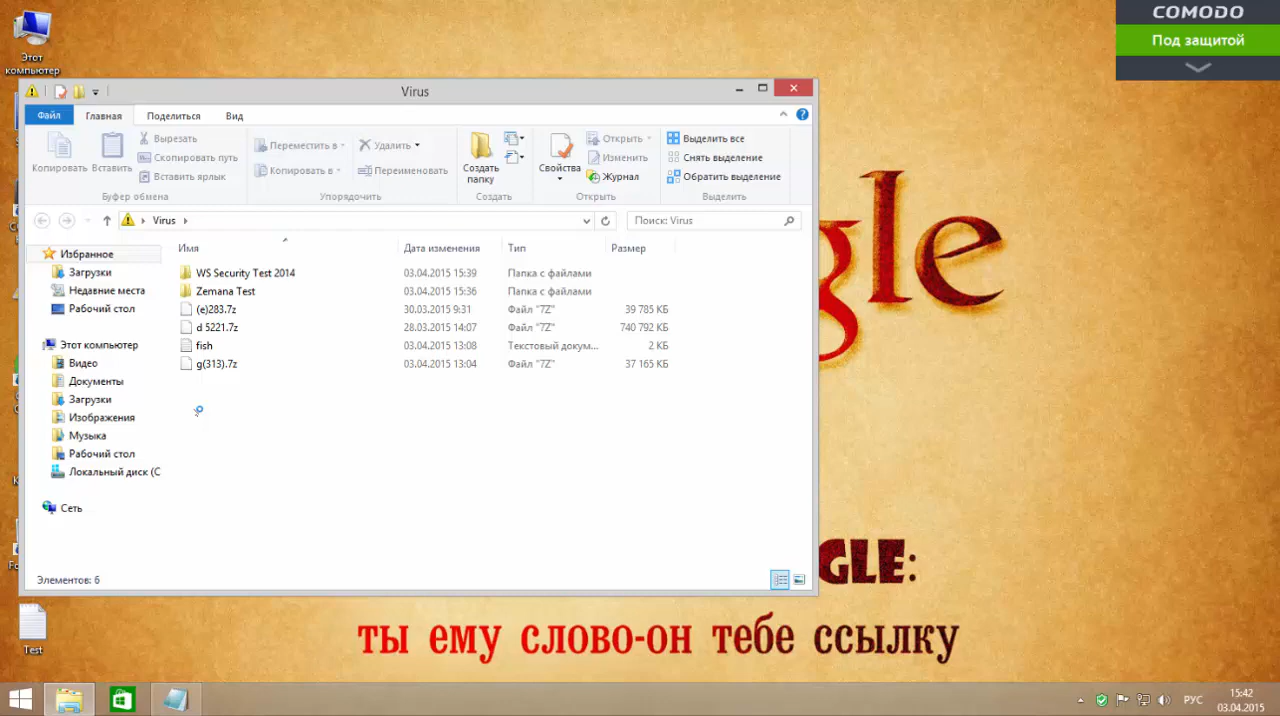 Этот
компьютер
COMODO
Под защитой
Virus
Файл Главная Поделиться Вид
Копировать
Вставить
Вырезать
Скопировать путь
Вставить ярлык
Буфер обмена
Переместить в
Копировать в
Удалить
Переименовать
Упорядочить
Создать
папку
Создать
Свойства
Открыть
Изменить
Журнал
Открыть
Выделить все
Снять выделение
Обратить выделение
Выделить
Virus
Поиск: Virus
Избранное
Загрузки
Недавние места
Рабочий стол
Этот компьютер
Видео
Документы
Загрузки
Изображения
Музыка
Рабочий стол
Локальный диск (C
Сеть
Имя Дата изменения Тип Размер
WS Security Test 2014 03.04.2015 15:39 Папка с файлами
Zemana Test 03.04.2015 15:36 Папка с файлами
(e)283.7z 30.03.2015 9:31 Файл "7Z" 39 785 КБ
d 5221.7z 28.03.2015 14:07 Файл "7Z" 740 792 КБ
fish 03.04.2015 13:08 Текстовый докум... 2 КБ
g(313).7z 03.04.2015 13:04 Файл "7Z" 37 165 КБ
Элементов: 6
gle
GLE:
ты ему слово-он тебе ссылку
Test
РУС
15:42
03.04.2015